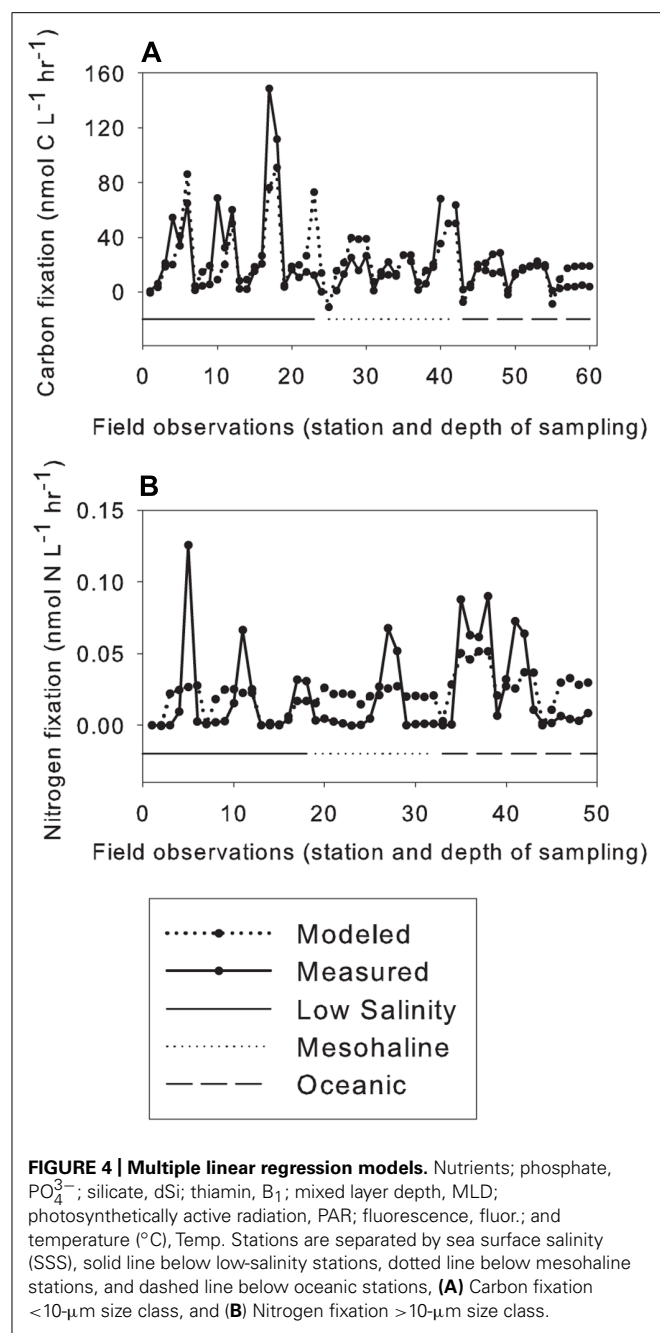 A
Carbon fixation (nmol C L⁻¹ hr⁻¹)
160
120
80
40
0
0 10 20 30 40 50 60
Field observations (station and depth of sampling)
B
Nitrogen fixation (nmol N L⁻¹ hr⁻¹)
0.15
0.10
0.05
0.00
0 10 20 30 40 50
Field observations (station and depth of sampling)
Modeled
Measured
Low Salinity
Mesohaline
Oceanic
FIGURE 4 | Multiple linear regression models. Nutrients; phosphate,
PO₄³⁻; silicate, dSi; thiamin, B₁; mixed layer depth, MLD;
photosynthetically active radiation, PAR; fluorescence, fluor.; and
temperature (°C), Temp. Stations are separated by sea surface salinity
(SSS), solid line below low-salinity stations, dotted line below mesohaline
stations, and dashed line below oceanic stations, (A) Carbon fixation
<10-μm size class, and (B) Nitrogen fixation >10-μm size class.